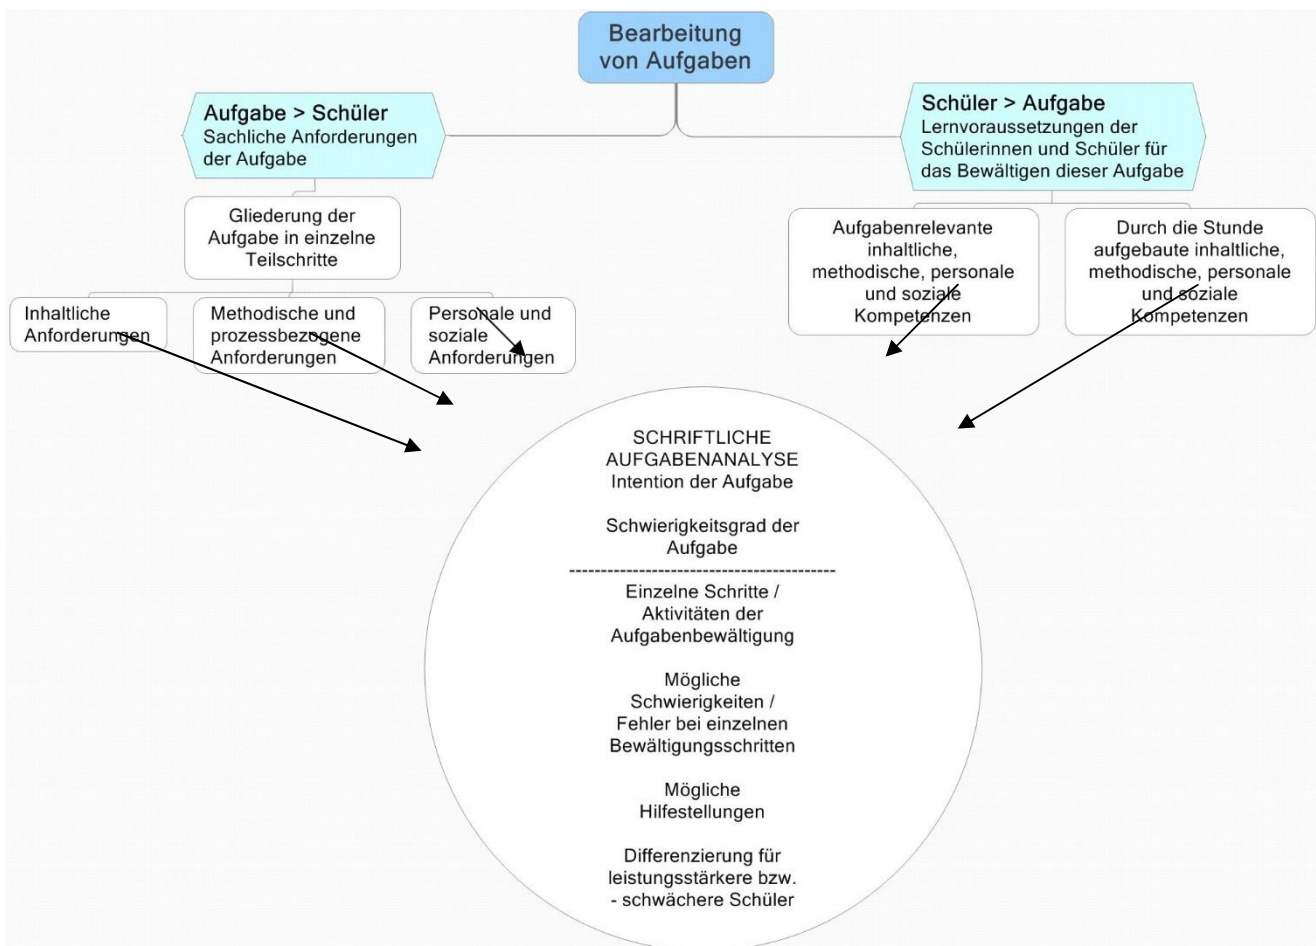 Bearbeitung
von Aufgaben
Aufgabe > Schüler
Sachliche Anforderungen
der Aufgabe
Schüler > Aufgabe
Lernvoraussetzungen der
Schülerinnen und Schüler für
das Bewältigen dieser Aufgabe
Gliederung der
Aufgabe in einzelne
Teilschritte
Aufgabenrelevante
inhaltliche,
methodische, personale
und soziale
Kompetenzen
Durch die Stunde
aufgebaute inhaltliche,
methodische, personale
und soziale
Kompetenzen
Inhaltliche
Anforderungen
Methodische und
prozessbezogene
Anforderungen
Personale und
soziale
Anforderungen
SCHRIFTLICHE
AUFGABENANALYSE
Intention der Aufgabe
Schwierigkeitsgrad der
Aufgabe
------------------------------------------
Einzelne Schritte /
Aktivitäten der
Aufgabenbewältigung
Mögliche
Schwierigkeiten /
Fehler bei einzelnen
Bewältigungsschritten
Mögliche
Hilfestellungen
Differenzierung für
leistungsstärkere bzw.
- schwächere Schüler